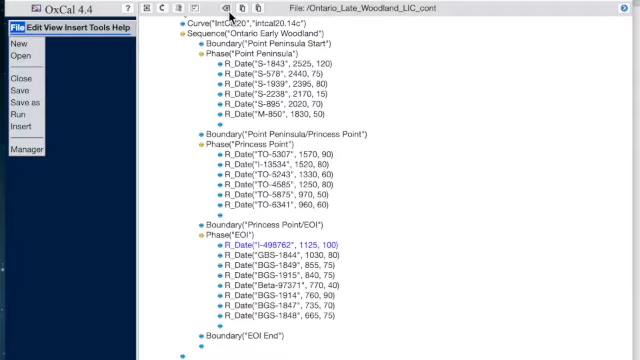 OxCal 4.4
File: /Ontario_Late_Woodland_LIC_cont
File Edit View Insert Tools Help
New
Open
Close
Save
Save as
Run
Insert
Manager
Curve("IntCal20","intcal20.14c")
Sequence("Ontario Early Woodland")
Boundary("Point Peninsula Start")
Phase("Point Peninsula")
R_Date("S-1843", 2525, 120)
R_Date("S-578", 2440, 75)
R_Date("S-1939", 2395, 80)
R_Date("S-2238", 2170, 15)
R_Date("S-895", 2020, 70)
R_Date("M-850", 1830, 50)
Boundary("Point Peninsula/Princess Point")
Phase("Princess Point")
R_Date("TO-5307", 1570, 90)
R_Date("I-13534", 1520, 80)
R_Date("TO-5243", 1330, 60)
R_Date("TO-4585", 1250, 80)
R_Date("TO-5875", 970, 50)
R_Date("TO-6341", 960, 60)
Boundary("Princess Point/EOI")
Phase("EOI")
R_Date("I-498762", 1125, 100)
R_Date("GBS-1844", 1030, 80)
R_Date("BGS-1849", 855, 75)
R_Date("BGS-1915", 840, 75)
R_Date("Beta-97371", 770, 40)
R_Date("BGS-1914", 760, 90)
R_Date("BGS-1847", 735, 70)
R_Date("BGS-1848", 665, 75)
Boundary("EOI End")